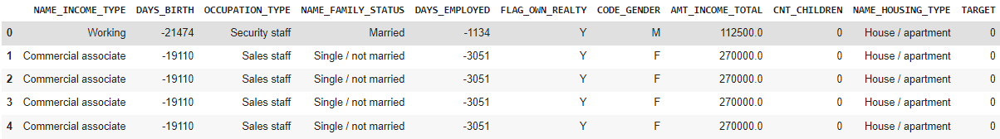 NAME_INCOME_TYPE DAYS_BIRTH OCCUPATION_TYPE NAME_FAMILY_STATUS DAYS_EMPLOYED FLAG_OWN_REALTY CODE_GENDER AMT_INCOME_TOTAL CNT_CHILDREN NAME_HOUSING_TYPE TARGET
0 Working -21474 Security staff Married -1134 Y M 112500.0 0 House / apartment 0
1 Commercial associate -19110 Sales staff Single / not married -3051 Y F 270000.0 0 House / apartment 0
2 Commercial associate -19110 Sales staff Single / not married -3051 Y F 270000.0 0 House / apartment 0
3 Commercial associate -19110 Sales staff Single / not married -3051 Y F 270000.0 0 House / apartment 0
4 Commercial associate -19110 Sales staff Single / not married -3051 Y F 270000.0 0 House / apartment 0